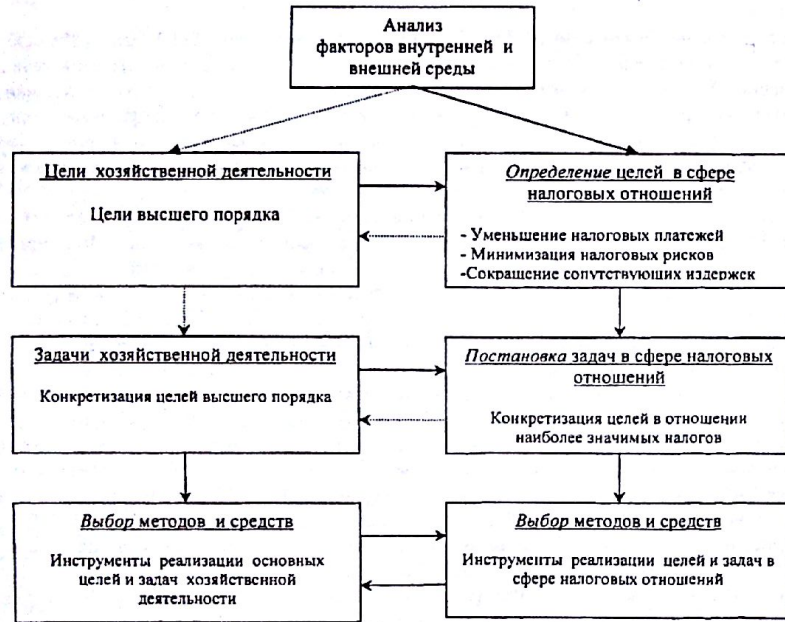 Анализ
факторов внутренней и
внешней среды
Цели хозяйственной деятельности
Цели высшего порядка
Определение целей в сфере
налоговых отношений
- Уменьшение налоговых платежей
- Минимизация налоговых рисков
-Сокращение сопутствующих издержек
Задачи хозяйственной деятельности
Конкретизация целей высшего порядка
Постановка задач в сфере налоговых
отношений
Конкретизация целей в отношении
наиболее значимых налогов
Выбор методов и средств
Инструменты реализации основных
целей и задач хозяйственной
деятельности
Выбор методов и средств
Инструменты реализации целей и задач в
сфере налоговых отношений